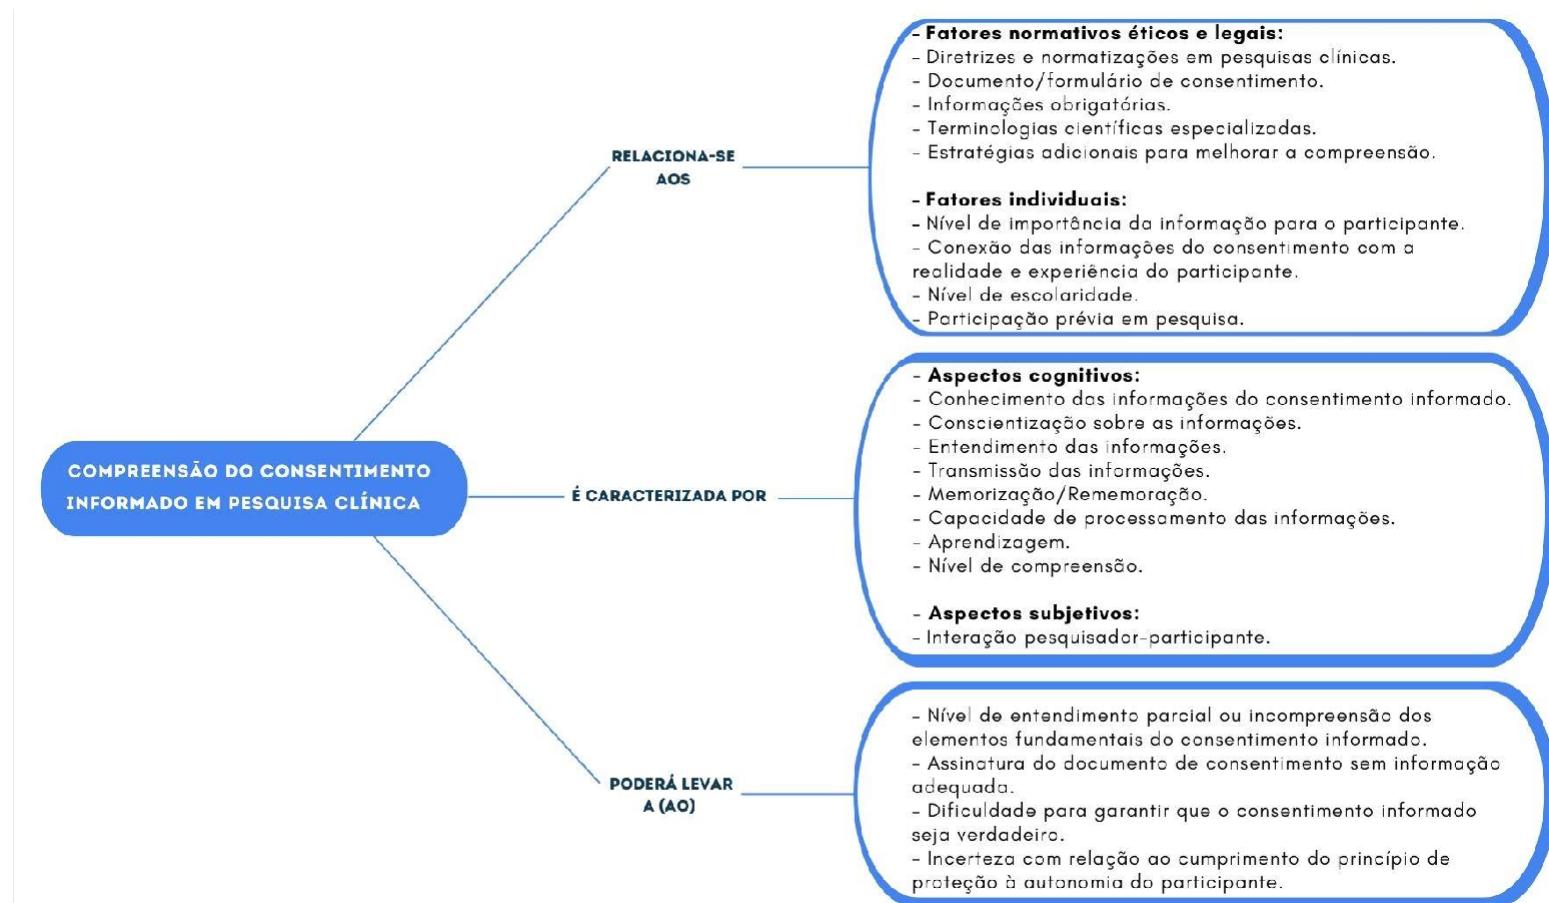 COMPREENSÃO DO CONSENTIMENTO
INFORMADO EM PESQUISA CLÍNICA
RELACIONA-SE
AOS
- Fatores normativos éticos e legais:
- Diretrizes e normatizações em pesquisas clínicas.
- Documento/formulário de consentimento.
- Informações obrigatórias.
- Terminologias científicas especializadas.
- Estratégias adicionais para melhorar a compreensão.
- Fatores individuais:
- Nível de importância da informação para o participante.
- Conexão das informações do consentimento com a
realidade e experiência do participante.
- Nível de escolaridade.
- Participação prévia em pesquisa.
É CARACTERIZADA POR
- Aspectos cognitivos:
- Conhecimento das informações do consentimento informado.
- Conscientização sobre as informações.
- Entendimento das informações.
- Transmissão das informações.
- Memorização/Rememoração.
- Capacidade de processamento das informações.
- Aprendizagem.
- Nível de compreensão.
- Aspectos subjetivos:
- Interação pesquisador-participante.
PODERÁ LEVAR
A (AO)
- Nível de entendimento parcial ou incompreensão dos
elementos fundamentais do consentimento informado.
- Assinatura do documento de consentimento sem informação
adequada.
- Dificuldade para garantir que o consentimento informado
seja verdadeiro.
- Incerteza com relação ao cumprimento do princípio de
proteção à autonomia do participante.